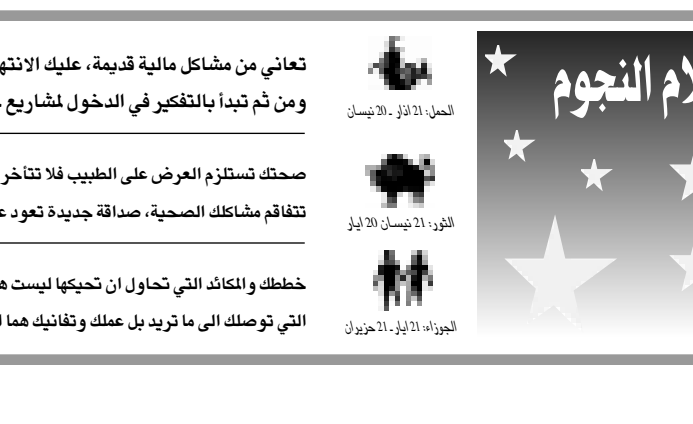 النجوم
الحمل: 21 اذار ـ 20 نيسان
تعاني من مشاكل مالية قديمة، عليك
ومن ثم تبدأ بالتفكير في الدخول لمشاريع
الثور: 21 نيسان 20 ايار
صحتك تستلزم العرض على الطبيب فلا تتأخر
تتفاقم مشاكلك الصحية، صداقة جديدة تعود
الجوزاء: 21 ايار ـ 21 حزيران
خططك والمكائد التي تحاول ان تحيكها ليست
التي توصلك الى ما تريد بل عملك وتفانيك هما